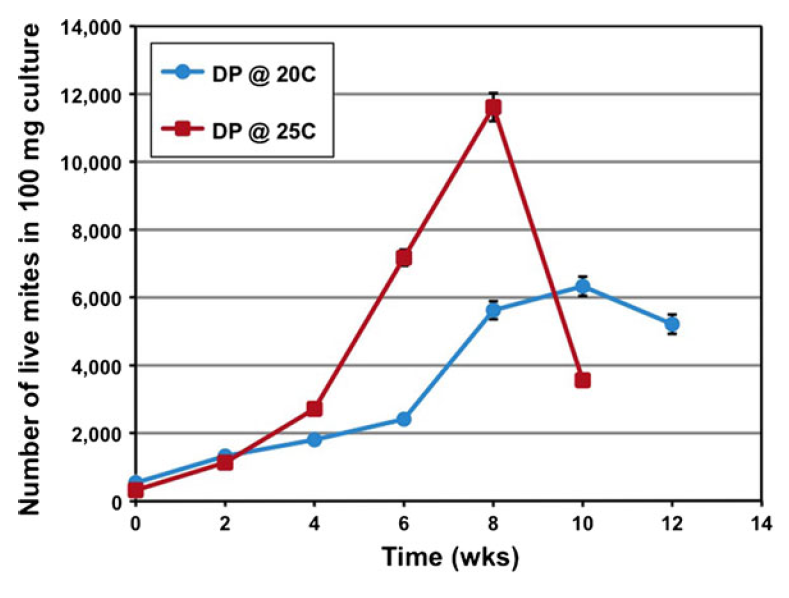 Number of live mites in 100 mg culture
14,000
12,000
10,000
8,000
6,000
4,000
2,000
0
DP @ 20C
DP @ 25C
0 2 4 6 8 10 12 14
Time (wks)